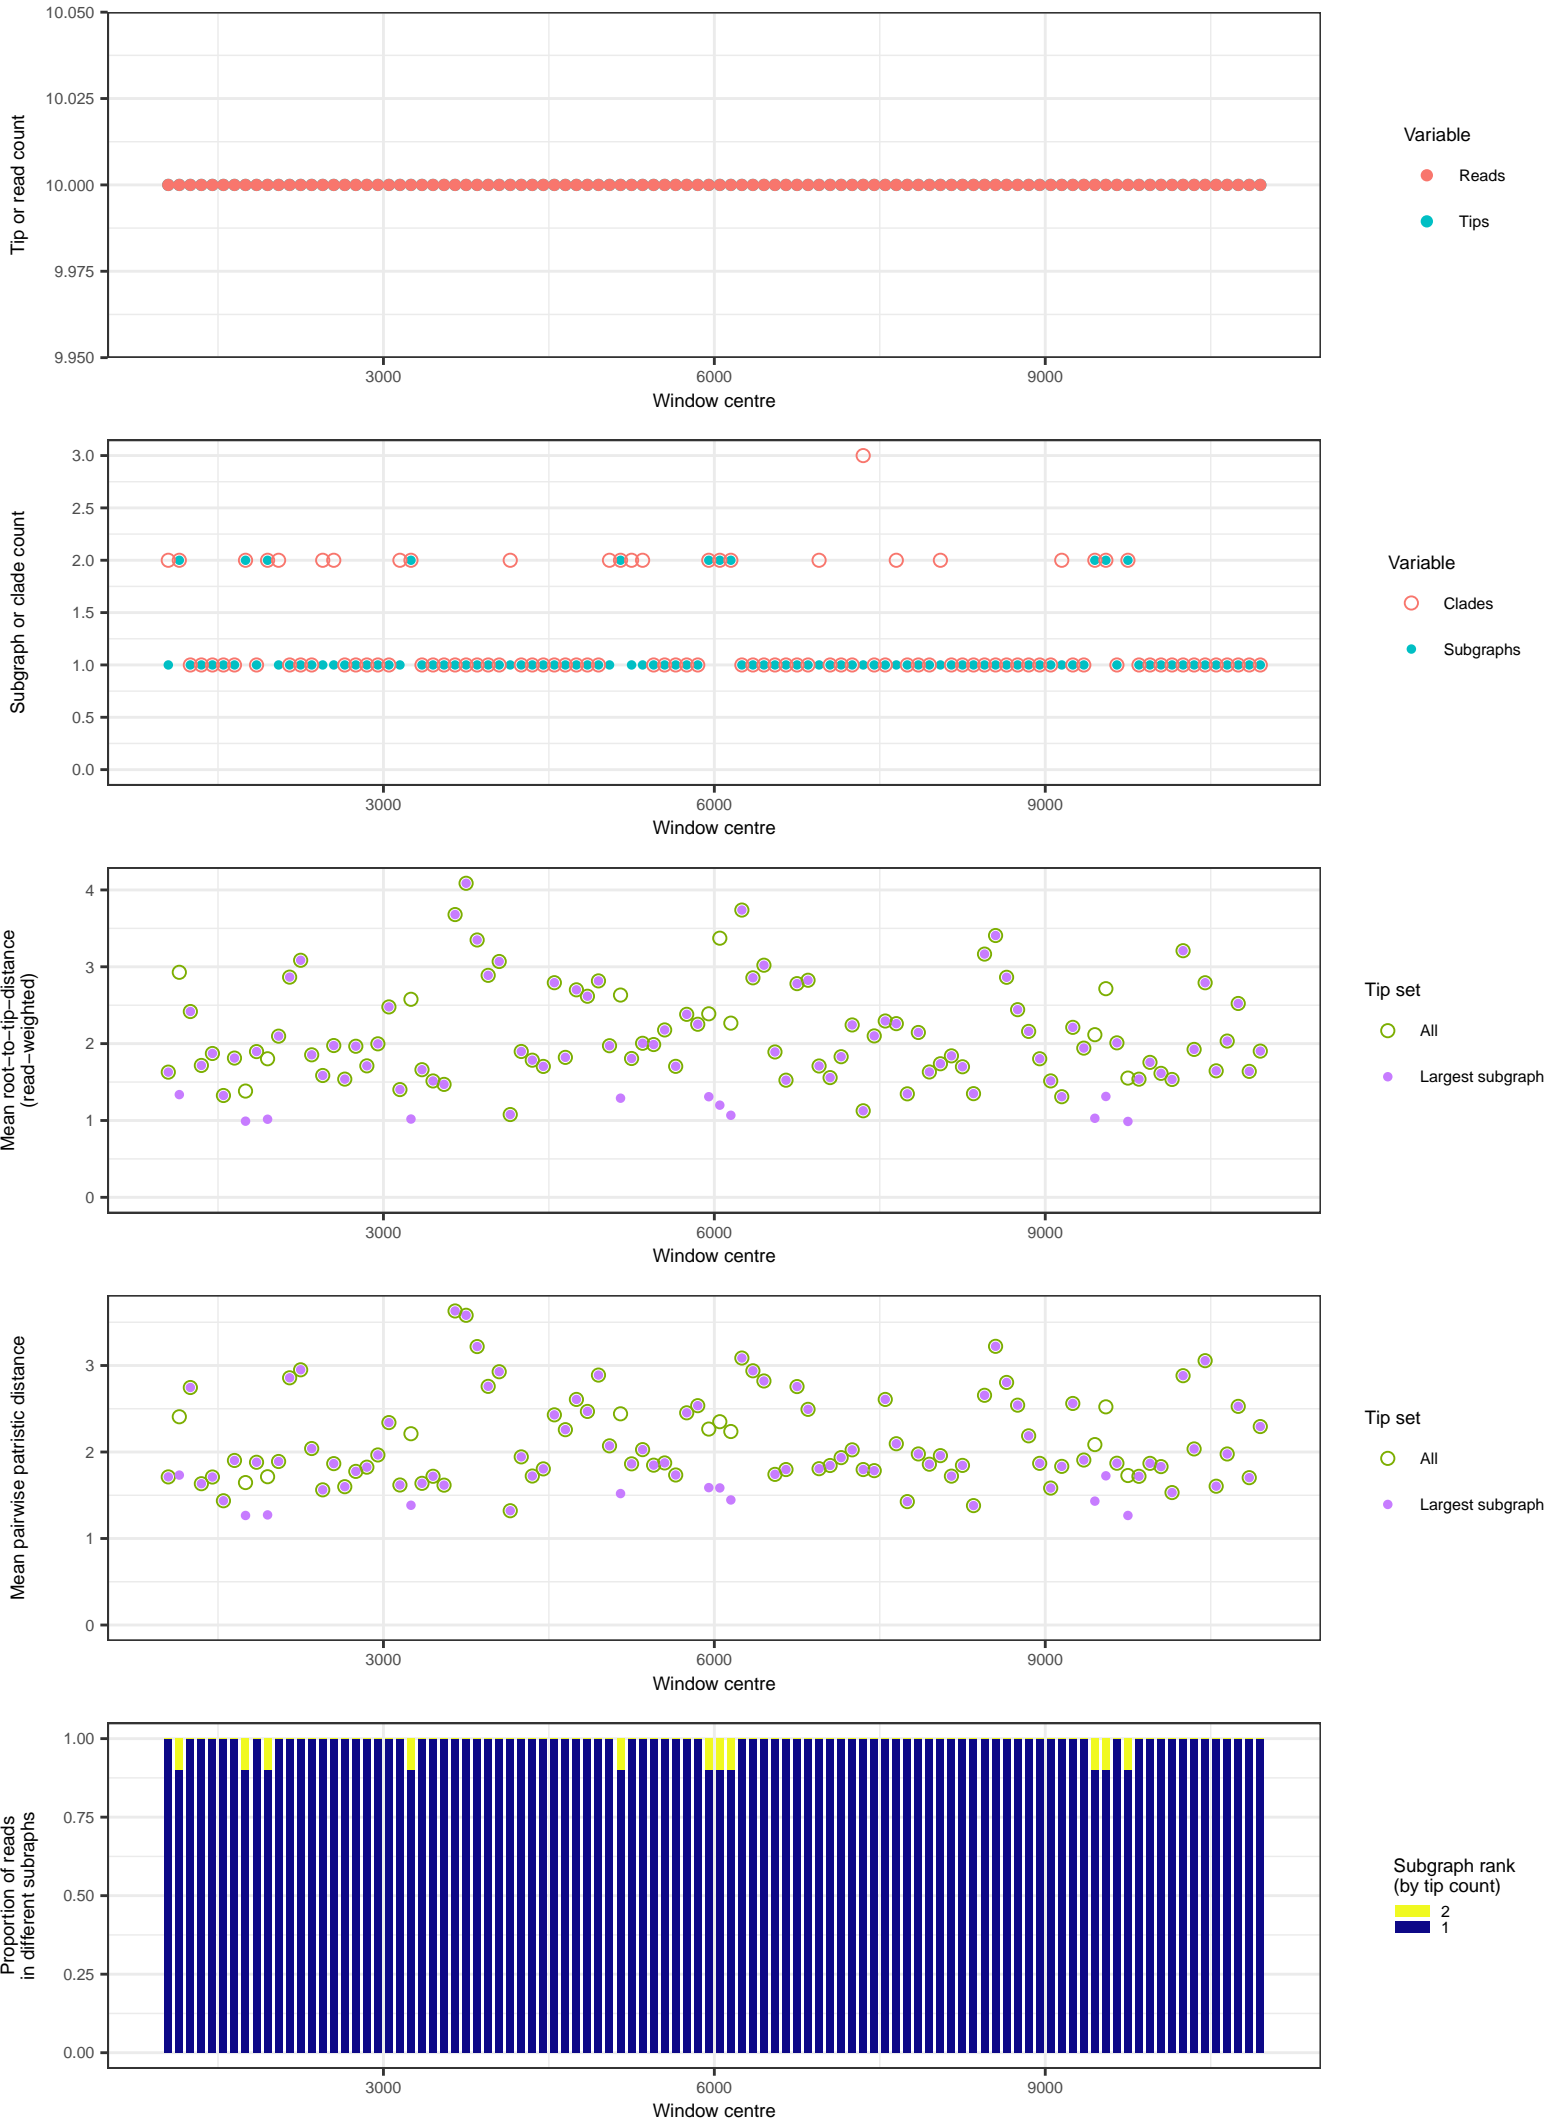 10.050
10.025
10.000
9.975
9.950
Tip or read count
3000 6000 9000
Window centre
Variable
Reads
Tips
3.0
2.5
2.0
1.5
1.0
0.5
0.0
Subgraph or clade count
3000 6000 9000
Window centre
Variable
Clades
Subgraphs
4
3
2
1
0
Mean root−to−tip−distance
(read−weighted)
3000 6000 9000
Window centre
Tip set
All
Largest subgraph
3
2
1
0
Mean pairwise patristic distance
3000 6000 9000
Window centre
Tip set
All
Largest subgraph
1.00
0.75
0.50
0.25
0.00
Proportion of reads
in different subraphs
3000 6000 9000
Window centre
Subgraph rank
(by tip count)
2
1